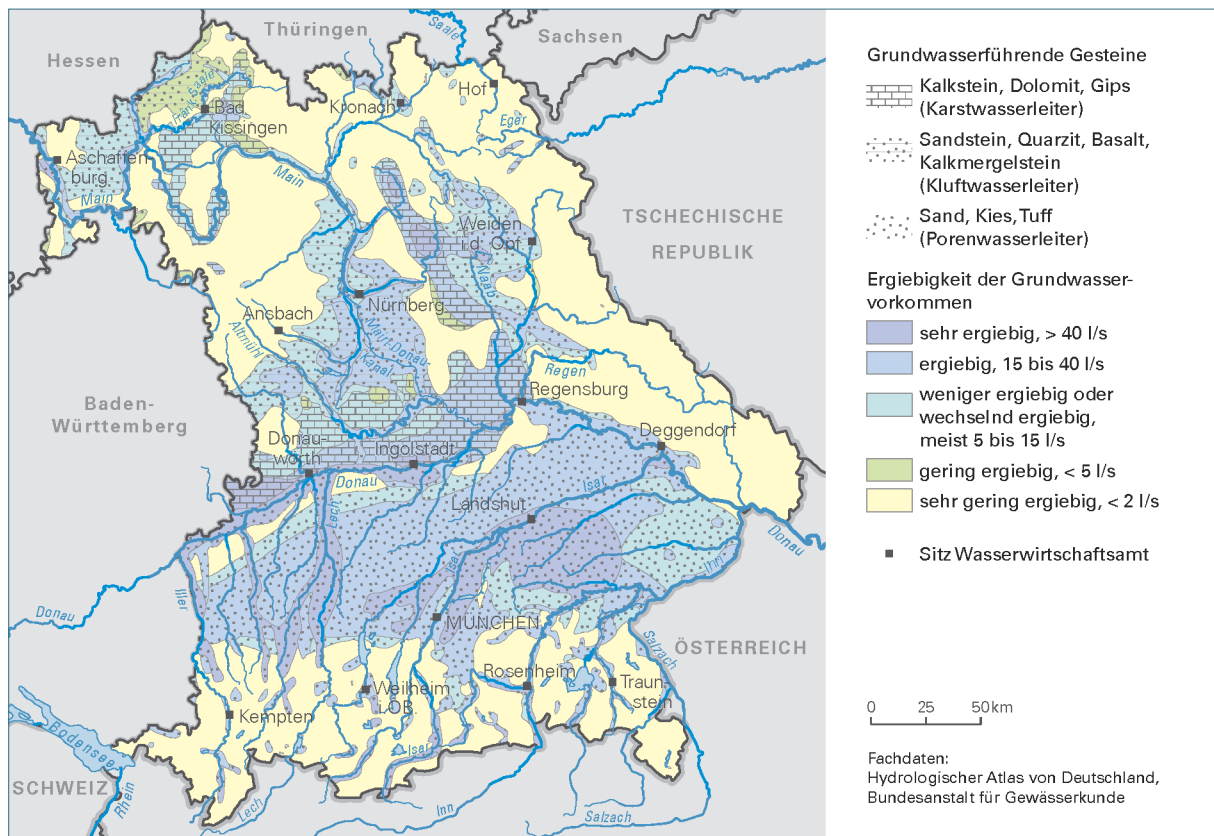 Hessen
Thüringen
Sachsen
Saale
Hof
Kronach
Fränk. Saale
Bad
Kissingen
Eger
Aschaffen
burg
Main
Main
TSCHECHISCHE
REPUBLIK
Weiden
i.d. Opf
Naab
Nürnberg
Ansbach
Altmühl
Main-Donau-
Kanal
Regen
Regensburg
Baden-
Württemberg
Donau-
wörth
Ingolstadt
Deggendorf
Donau
Lech
Landshut
Isar
Donau
Inn
Isar
Iller
Donau
MÜNCHEN
Salzach
ÖSTERREICH
Rosenheim
Traun-
stein
Weilheim
i.OB
Kempten
Bodensee
Isar
SCHWEIZ
Rhein
Lech
Inn
Salzach
Grundwasserführende Gesteine
Kalkstein, Dolomit, Gips
(Karstwasserleiter)
Sandstein, Quarzit, Basalt,
Kalkmergelstein
(Kluftwasserleiter)
Sand, Kies, Tuff
(Porenwasserleiter)
Ergiebigkeit der Grundwasser-
vorkommen
sehr ergiebig, > 40 l/s
ergiebig, 15 bis 40 l/s
weniger ergiebig oder
wechselnd ergiebig,
meist 5 bis 15 l/s
gering ergiebig, < 5 l/s
sehr gering ergiebig, < 2 l/s
Sitz Wasserwirtschaftsamt
0 25 50 km
Fachdaten:
Hydrologischer Atlas von Deutschland,
Bundesanstalt für Gewässerkunde